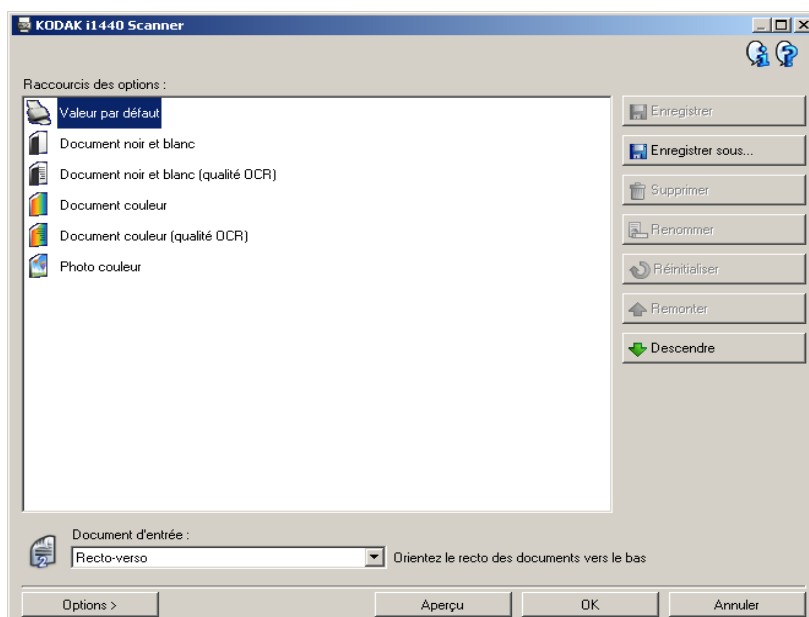 KODAK i1440 Scanner
Raccourcis des options :
Valeur par défaut
Document noir et blanc
Document noir et blanc (qualité OCR)
Document couleur
Document couleur (qualité OCR)
Photo couleur
Enregistrer
Enregistrer sous...
Supprimer
Renommer
Réinitialiser
Remonter
Descendre
Document d'entrée :
Recto-verso
Orientez le recto des documents vers le bas
Options >
Aperçu
OK
Annuler